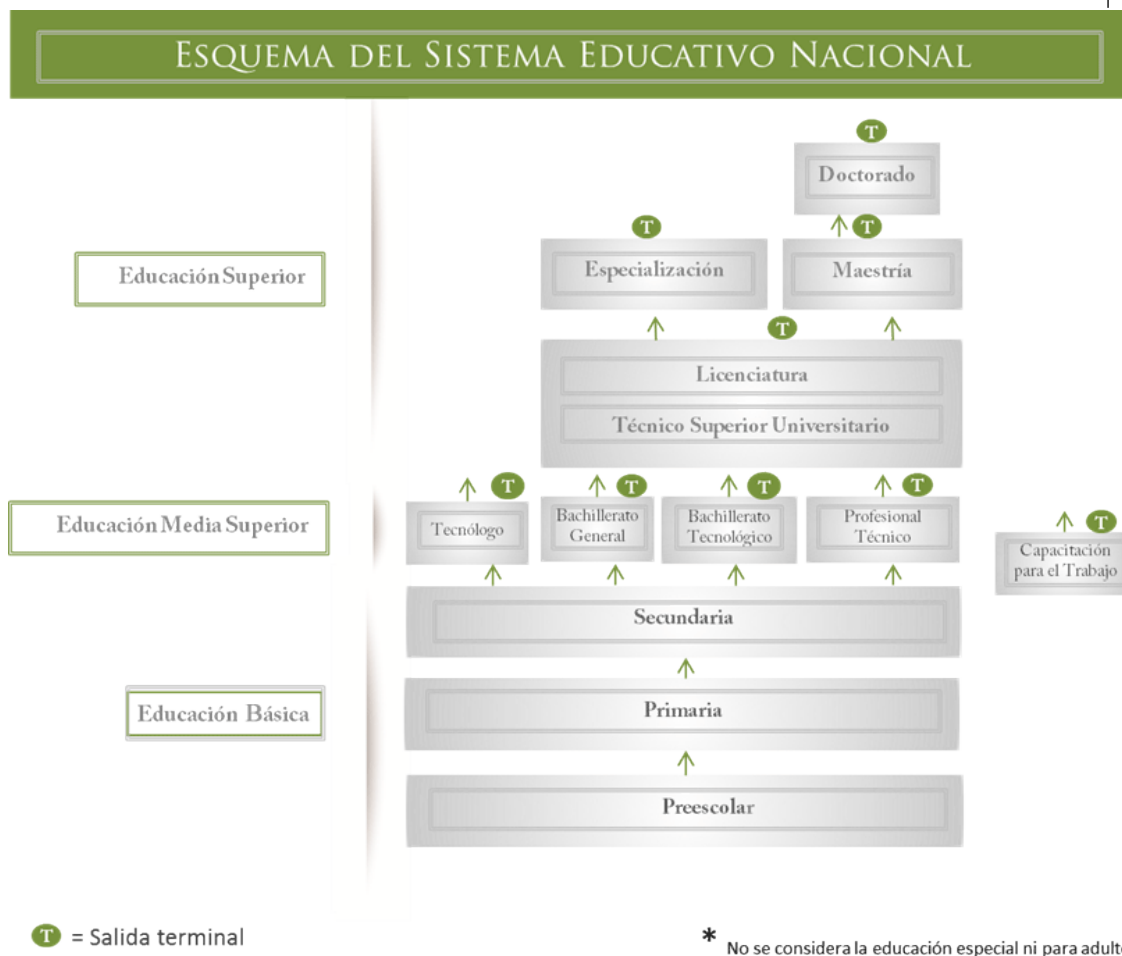 ESQUEMA DEL SISTEMA EDUCATIVO NACIONAL
T
Doctorado
T
T
Educación Superior
Especialización
Maestría
T
Licenciatura
Técnico Superior Universitario
T
T
T
T
Educación Media Superior
Tecnólogo
Bachillerato
General
Bachillerato
Tecnológico
Profesional
Técnico
T
Capacitación
para el Trabajo
Secundaria
Educación Básica
Primaria
Preescolar
T = Salida terminal
* No se considera la educación especial ni para